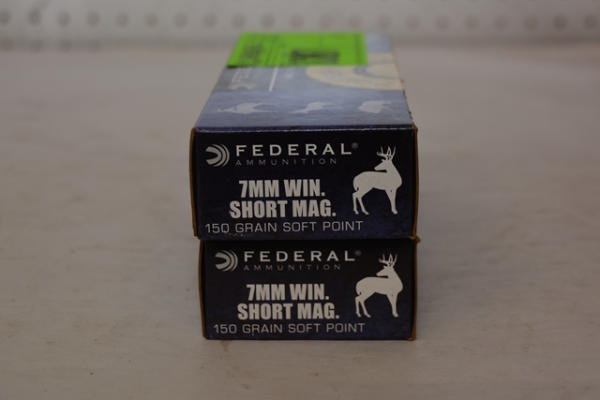 FEDERAL®
AMMUNITION
7MM WIN.
SHORT MAG.
150 GRAIN SOFT POINT
FEDERAL®
AMMUNITION
7MM WIN.
SHORT MAG.
150 GRAIN SOFT POINT